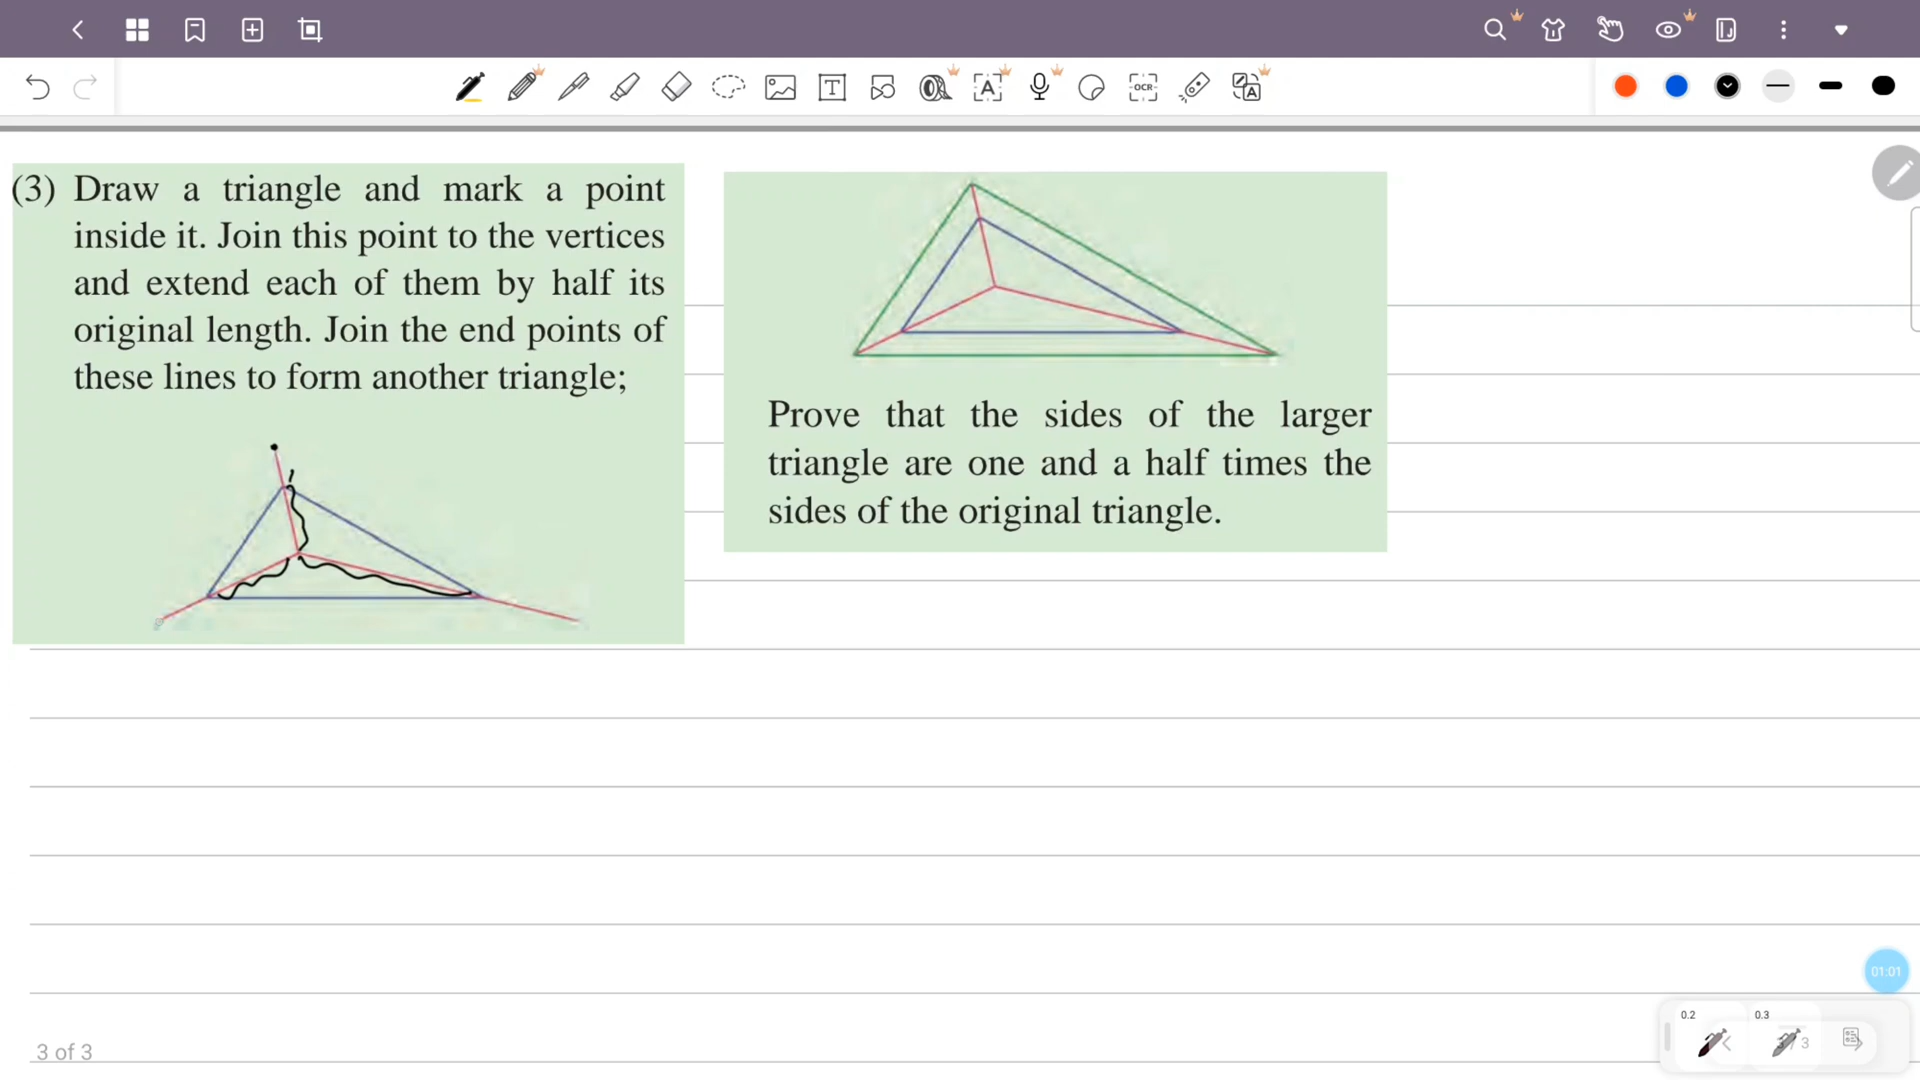 (3) Draw a triangle and mark a point
inside it. Join this point to the vertices
and extend each of them by half its
original length. Join the end points of
these lines to form another triangle;
Prove that the sides of the larger
triangle are one and a half times the
sides of the original triangle.
T
A
OCR
A
01:01
0.2
0.3
3
3 of 3